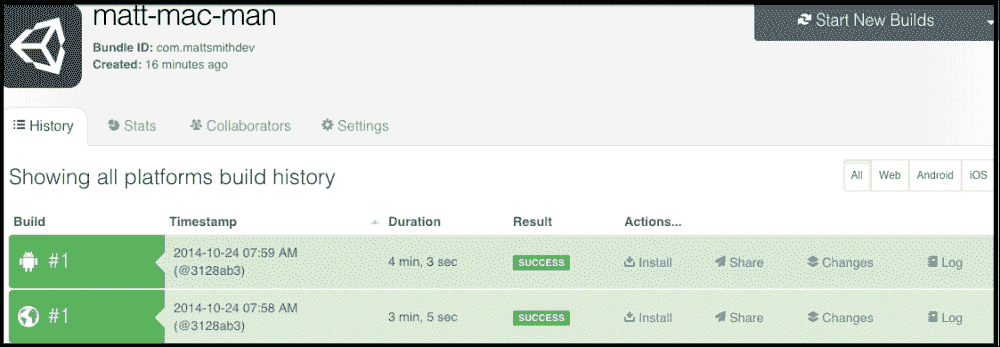 matt-mac-man
Start New Builds
Bundle ID: com.mattsmithdev
Created: 16 minutes ago
History Stats Collaborators Settings
Showing all platforms build history
All Web Android iOS
Build Timestamp Duration Result Actions...
#1 2014-10-24 07:59 AM 4 min, 3 sec SUCCESS Install Share Changes Log
(@3128ab3)
#1 2014-10-24 07:58 AM 3 min, 5 sec SUCCESS Install Share Changes Log
(@3128ab3)